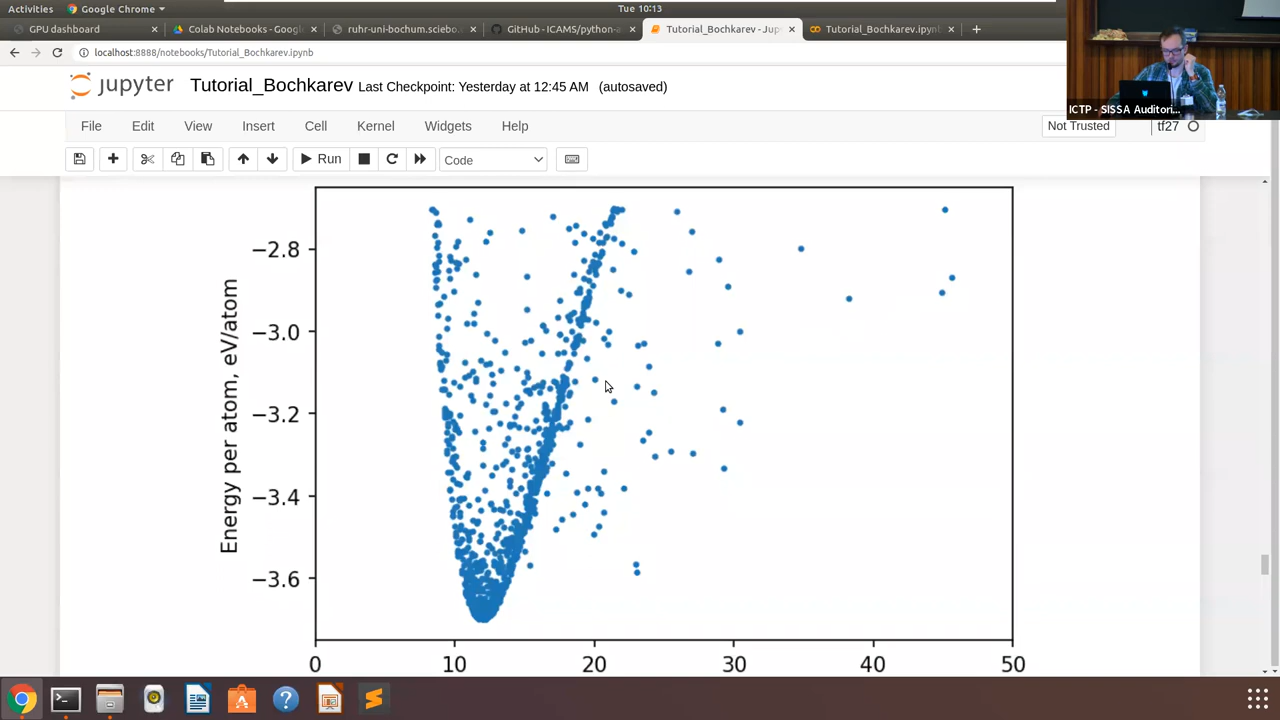 Activities Google Chrome Tue 10:13
GPU dashboard Colab Notebooks - Google ruhr-uni-bochum.sciebo. GitHub - ICAMS/python-a Tutorial_Bochkarev - Jup Tutorial_Bochkarev.ipynb
localhost:8888/notebooks/Tutorial_Bochkarev.ipynb
jupyter Tutorial_Bochkarev Last Checkpoint: Yesterday at 12:45 AM (autosaved)
File Edit View Insert Cell Kernel Widgets Help Not Trusted tf27
Run Code
ICTP - SISSA Auditori...
Energy per atom, eV/atom
−2.8
−3.0
−3.2
−3.4
−3.6
0 10 20 30 40 50